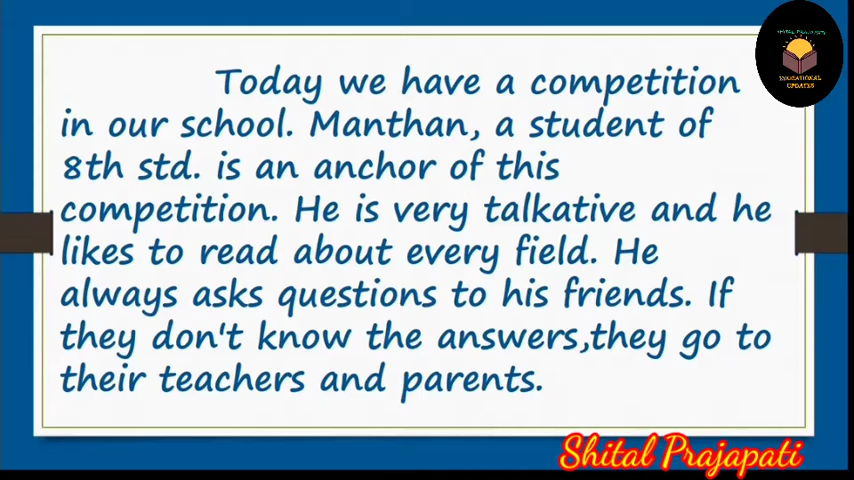 SHITAL PRAJAPATI
EDUCATIONAL
UPDATES
Today we have a competition
in our school. Manthan, a student of
8th std. is an anchor of this
competition. He is very talkative and he
likes to read about every field. He
always asks questions to his friends. If
they don't know the answers,they go to
their teachers and parents.
Shital Prajapati